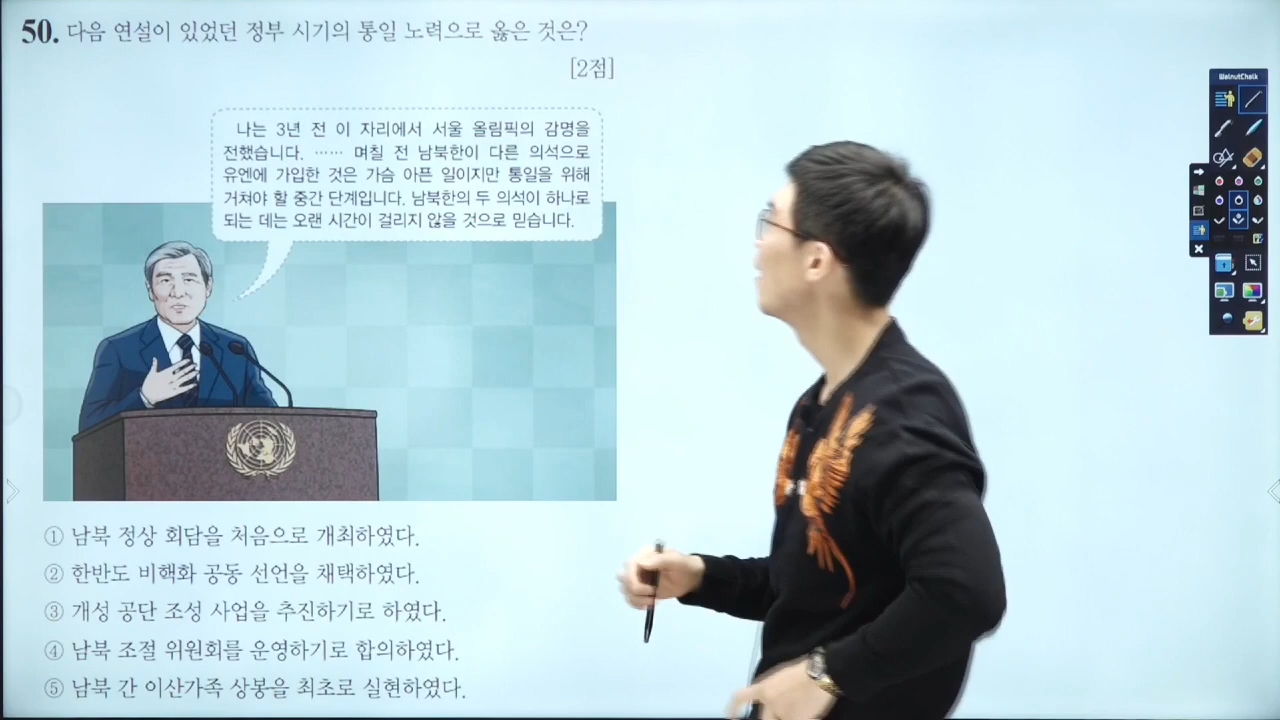 50. 다음 연설이 있었던 정부 시기의 통일 노력으로 옳은 것은?
[2점]
나는 3년 전 이 자리에서 서울 올림픽의 감명을
전했습니다. …… 며칠 전 남북한이 다른 의석으로
유엔에 가입한 것은 가슴 아픈 일이지만 통일을 위해
거쳐야 할 중간 단계입니다. 남북한의 두 의석이 하나로
되는 데는 오랜 시간이 걸리지 않을 것으로 믿습니다.
① 남북 정상 회담을 처음으로 개최하였다.
② 한반도 비핵화 공동 선언을 채택하였다.
③ 개성 공단 조성 사업을 추진하기로 하였다.
④ 남북 조절 위원회를 운영하기로 합의하였다.
⑤ 남북 간 이산가족 상봉을 최초로 실현하였다.
WalnutChalk